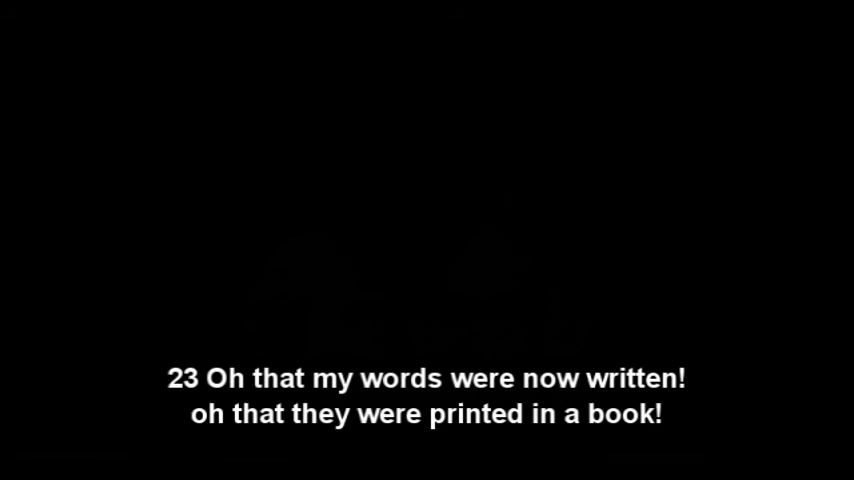 23 Oh that my words were now written!
oh that they were printed in a book!